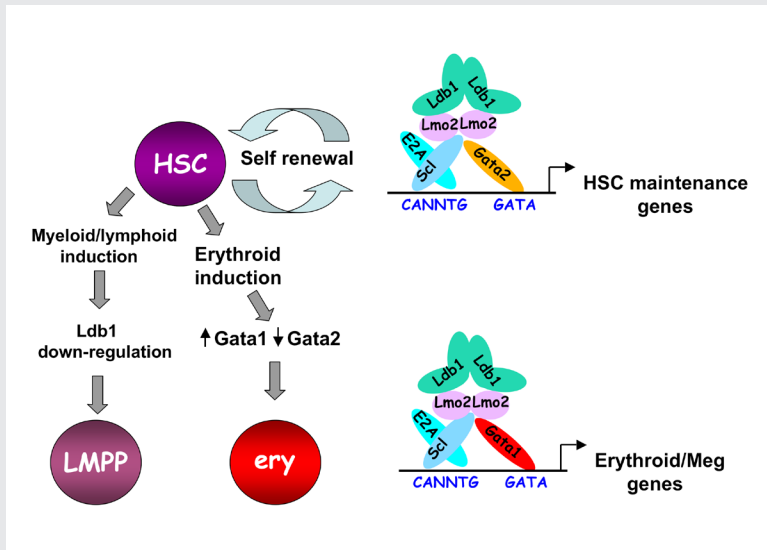 HSC
Self renewal
Myeloid/lymphoid
induction
Erythroid
induction
Ldb1
down-regulation
Gata1 Gata2
LMPP
ery
Ldb1 Ldb1
Lmo2 Lmo2
E2A
Scl
Gata2
CANNTG GATA
HSC maintenance
genes
Ldb1 Ldb1
Lmo2 Lmo2
E2A
Scl
Gata1
CANNTG GATA
Erythroid/Meg
genes